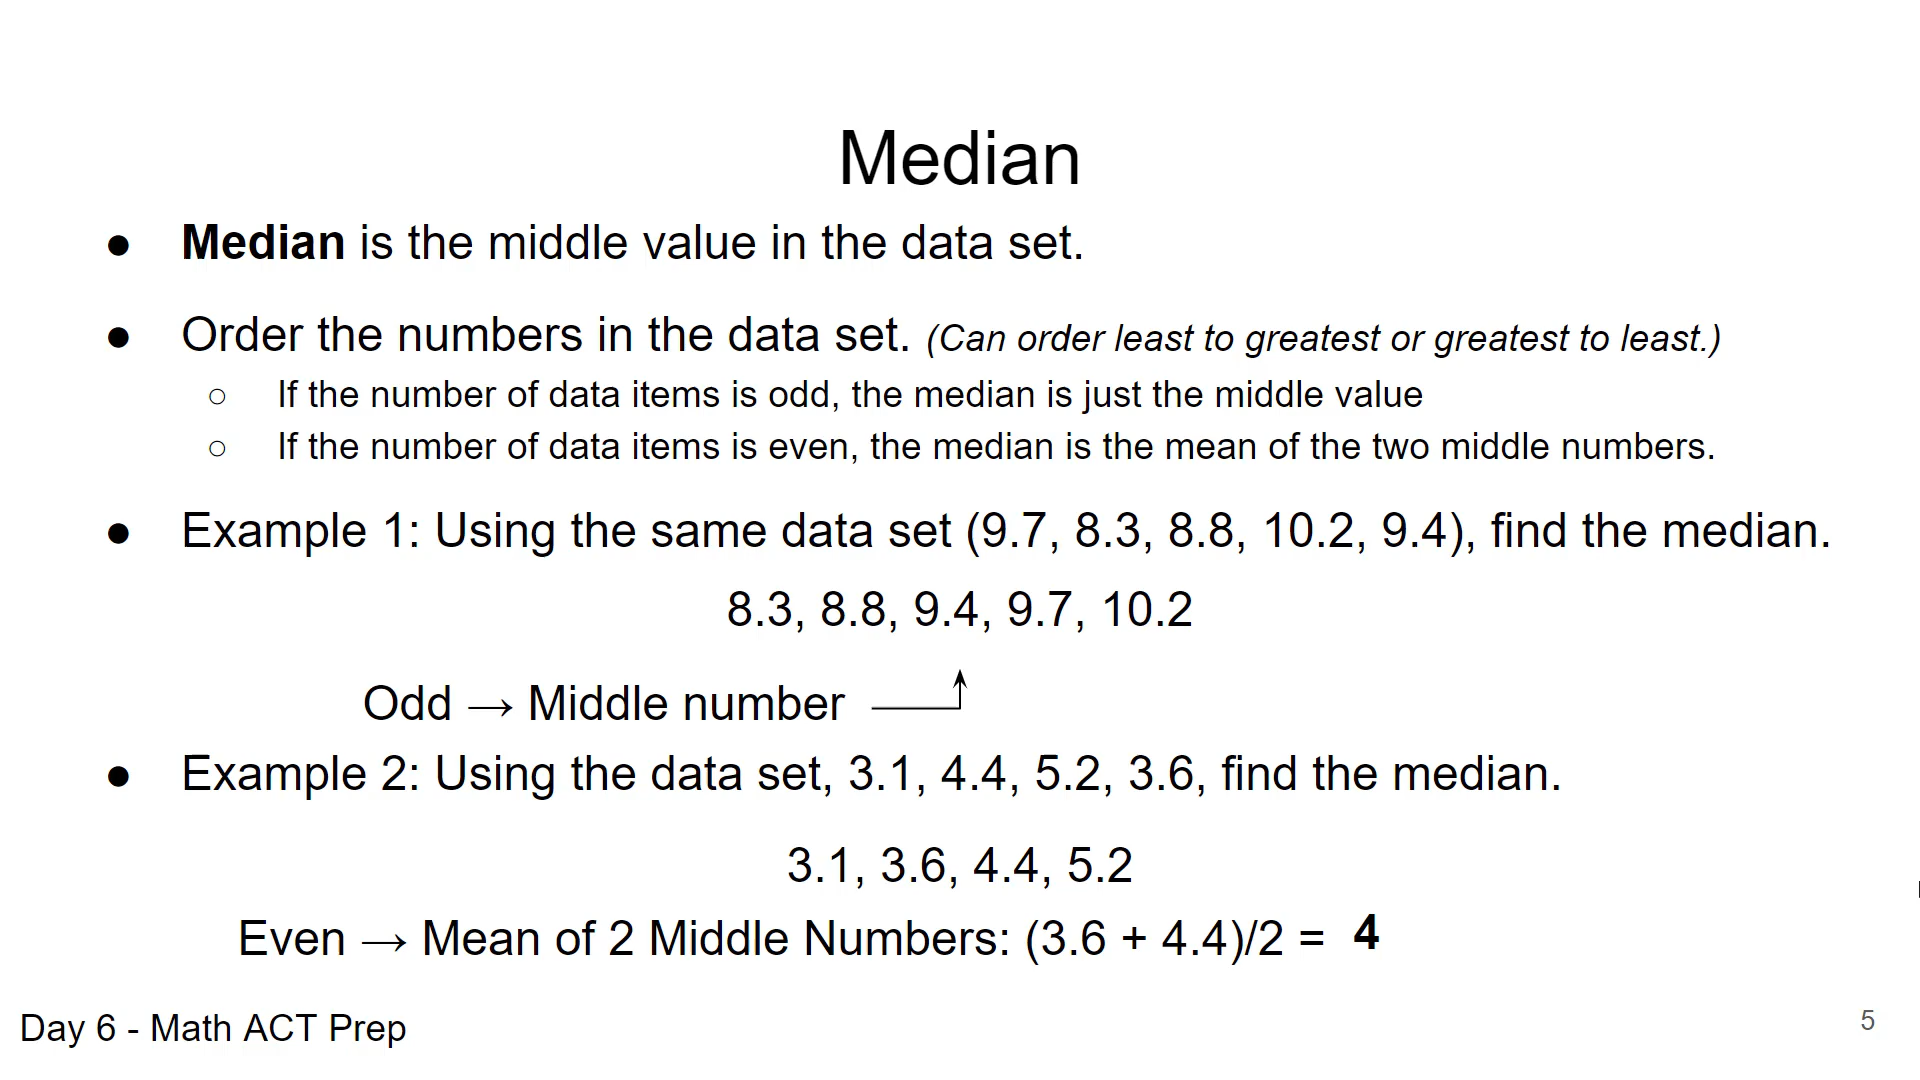 Median
● Median is the middle value in the data set.
● Order the numbers in the data set. (Can order least to greatest or greatest to least.)
○ If the number of data items is odd, the median is just the middle value
○ If the number of data items is even, the median is the mean of the two middle numbers.
● Example 1: Using the same data set (9.7, 8.3, 8.8, 10.2, 9.4), find the median.
8.3, 8.8, 9.4, 9.7, 10.2
Odd → Middle number
● Example 2: Using the data set, 3.1, 4.4, 5.2, 3.6, find the median.
3.1, 3.6, 4.4, 5.2
Even → Mean of 2 Middle Numbers: (3.6 + 4.4)/2 = 4
Day 6 - Math ACT Prep
5